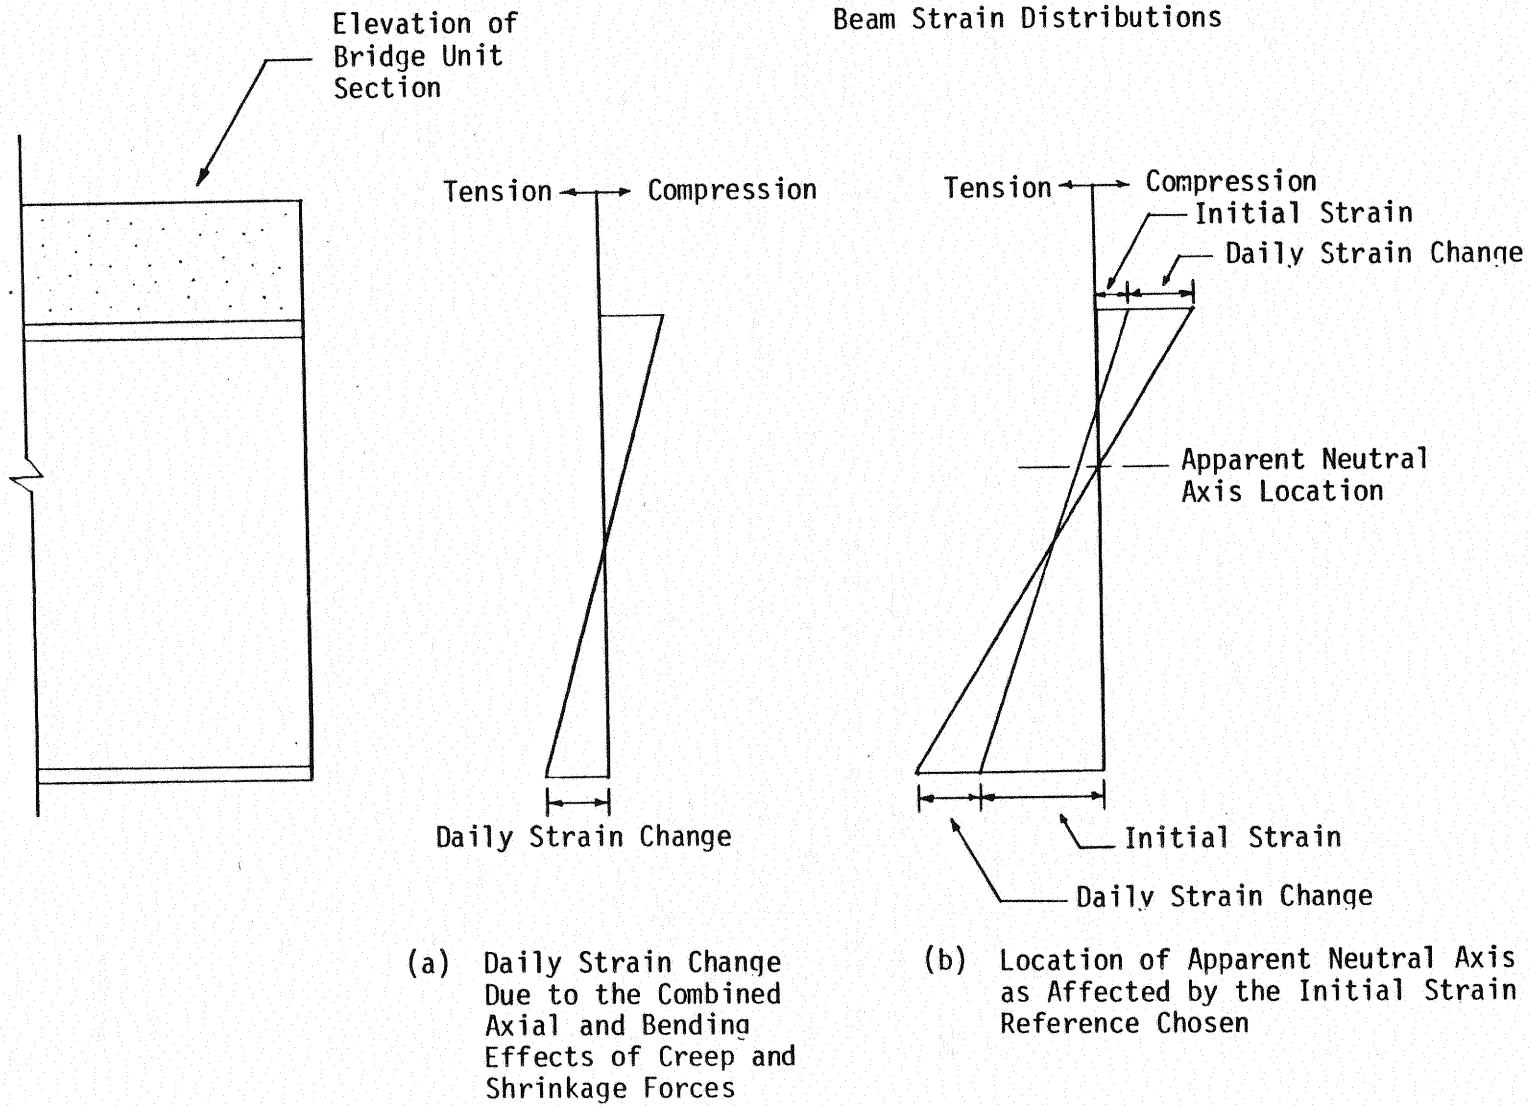 Elevation of
Bridge Unit
Section
Beam Strain Distributions
Tension
Compression
Daily Strain Change
Tension
Compression
Initial Strain
Daily Strain Change
Apparent Neutral
Axis Location
Initial Strain
Daily Strain Change
(a) Daily Strain Change
Due to the Combined
Axial and Bending
Effects of Creep and
Shrinkage Forces
(b) Location of Apparent Neutral Axis
as Affected by the Initial Strain
Reference Chosen